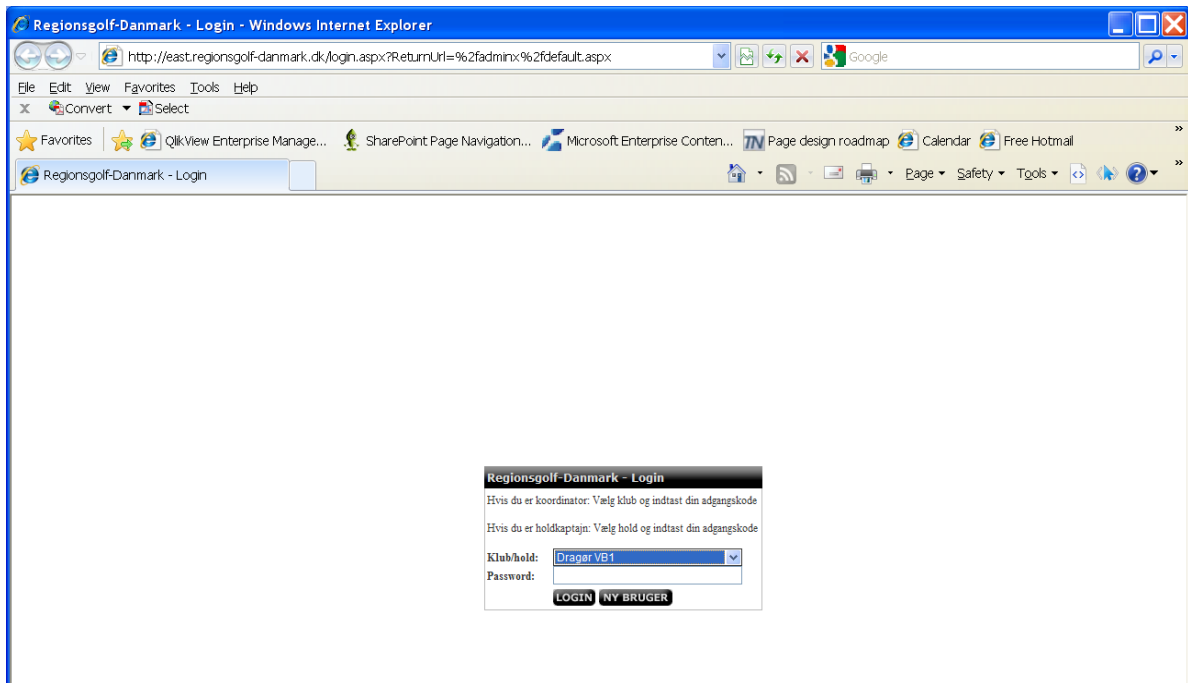 Regionsgolf-Danmark - Login - Windows Internet Explorer
http://east.regionsgolf-danmark.dk/login.aspx?ReturnUrl=%2fadminx%2fdefault.aspx
Google
File Edit View Favorites Tools Help
x Convert Select
Favorites QlikView Enterprise Manage... SharePoint Page Navigation... Microsoft Enterprise Conten... TN Page design roadmap Calendar Free Hotmail »
Regionsgolf-Danmark - Login
Page Safety Tools »
Regionsgolf-Danmark - Login
Hvis du er koordinator: Vælg klub og indtast din adgangskode
Hvis du er holdkaptajn: Vælg hold og indtast din adgangskode
Klub/hold: Dragør VB1
Password:
LOGIN NY BRUGER